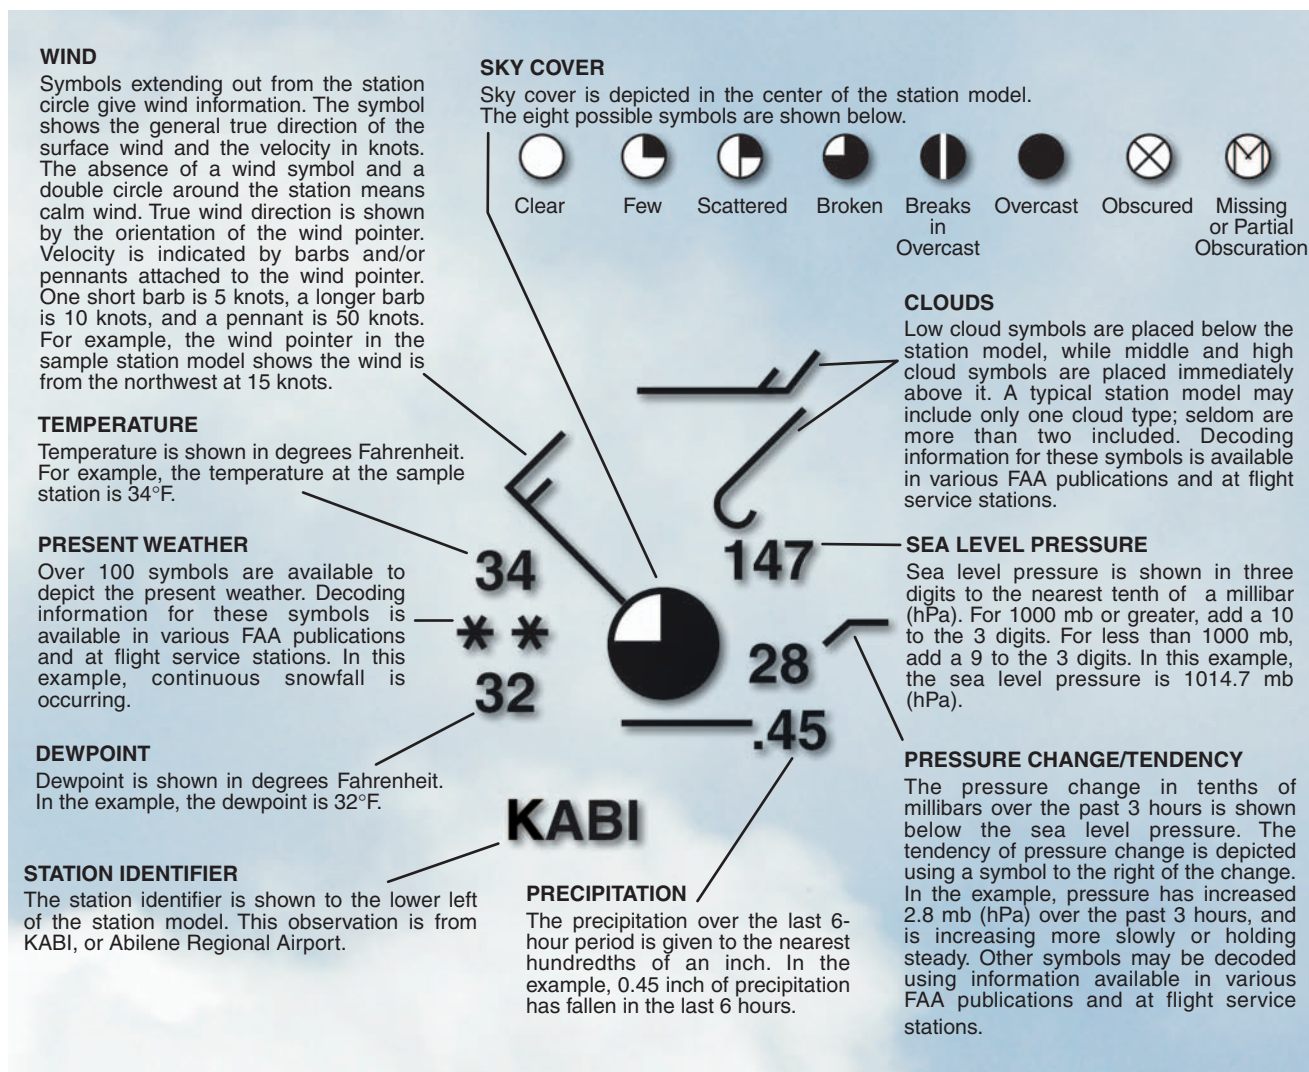 WIND
Symbols extending out from the station
circle give wind information. The symbol
shows the general true direction of the
surface wind and the velocity in knots.
The absence of a wind symbol and a
double circle around the station means
calm wind. True wind direction is shown
by the orientation of the wind pointer.
Velocity is indicated by barbs and/or
pennants attached to the wind pointer.
One short barb is 5 knots, a longer barb
is 10 knots, and a pennant is 50 knots.
For example, the wind pointer in the
sample station model shows the wind is
from the northwest at 15 knots.
SKY COVER
Sky cover is depicted in the center of the station model.
The eight possible symbols are shown below.
Clear
Few
Scattered
Broken
Breaks
in
Overcast
Overcast
Obscured
Missing
or Partial
Obscuration
CLOUDS
Low cloud symbols are placed below the
station model, while middle and high
cloud symbols are placed immediately
above it. A typical station model may
include only one cloud type; seldom are
more than two included. Decoding
information for these symbols is available
in various FAA publications and at flight
service stations.
TEMPERATURE
Temperature is shown in degrees Fahrenheit.
For example, the temperature at the sample
station is 34°F.
PRESENT WEATHER
Over 100 symbols are available to
depict the present weather. Decoding
information for these symbols is
available in various FAA publications
and at flight service stations. In this
example, continuous snowfall is
occurring.
DEWPOINT
Dewpoint is shown in degrees Fahrenheit.
In the example, the dewpoint is 32°F.
34
147
28
32
.45
KABI
SEA LEVEL PRESSURE
Sea level pressure is shown in three
digits to the nearest tenth of a millibar
(hPa). For 1000 mb or greater, add a 10
to the 3 digits. For less than 1000 mb,
add a 9 to the 3 digits. In this example,
the sea level pressure is 1014.7 mb
(hPa).
PRESSURE CHANGE/TENDENCY
The pressure change in tenths of
millibars over the past 3 hours is shown
below the sea level pressure. The
tendency of pressure change is depicted
using a symbol to the right of the change.
In the example, pressure has increased
2.8 mb (hPa) over the past 3 hours, and
is increasing more slowly or holding
steady. Other symbols may be decoded
using information available in various
FAA publications and at flight service
stations.
STATION IDENTIFIER
The station identifier is shown to the lower left
of the station model. This observation is from
KABI, or Abilene Regional Airport.
PRECIPITATION
The precipitation over the last 6-
hour period is given to the nearest
hundredths of an inch. In the
example, 0.45 inch of precipitation
has fallen in the last 6 hours.